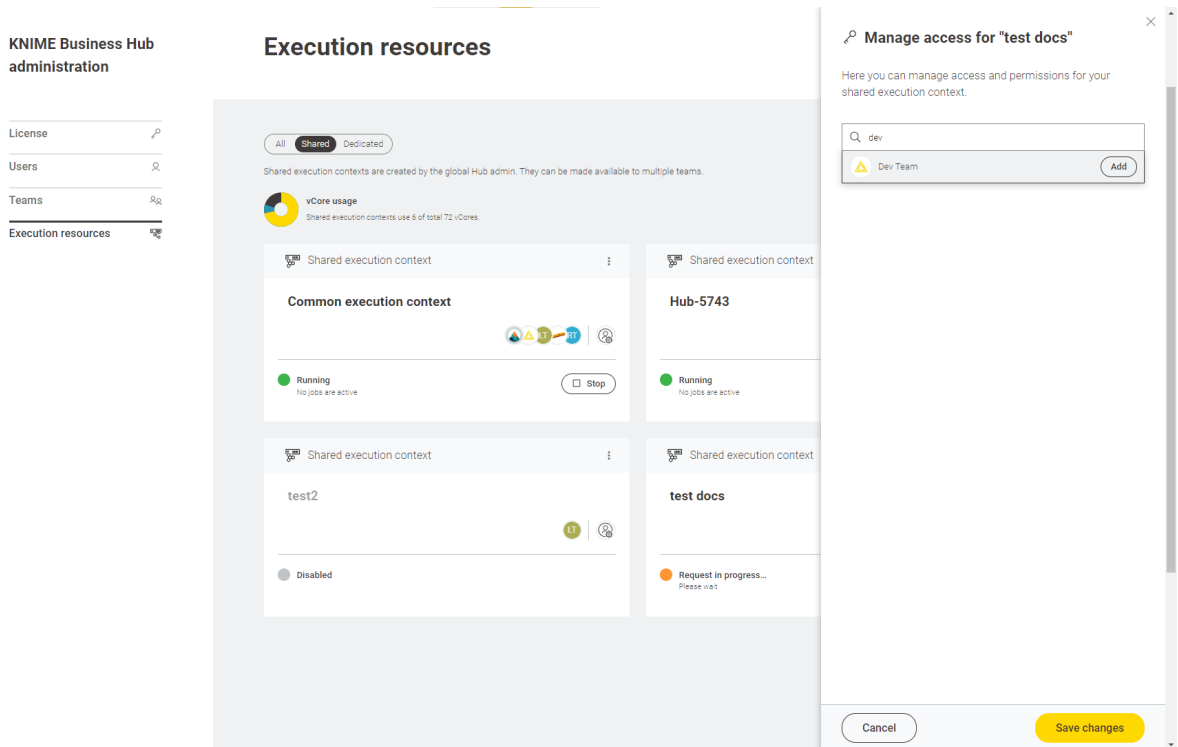 KNIME Business Hub
administration
License
Users
Teams
Execution resources
Execution resources
All Shared Dedicated
Shared execution contexts are created by the global Hub admin. They can be made available to multiple teams.
vCore usage
Shared execution contexts use 6 of total 72 vCores.
Shared execution context
Common execution context
LT RT
Running
No jobs are active
Stop
Shared execution context
Hub-5743
Running
No jobs are active
Shared execution context
test2
LT
Disabled
Shared execution context
test docs
Request in progress...
Please wait
Manage access for "test docs"
Here you can manage access and permissions for your
shared execution context.
dev
Dev Team Add
Cancel Save changes